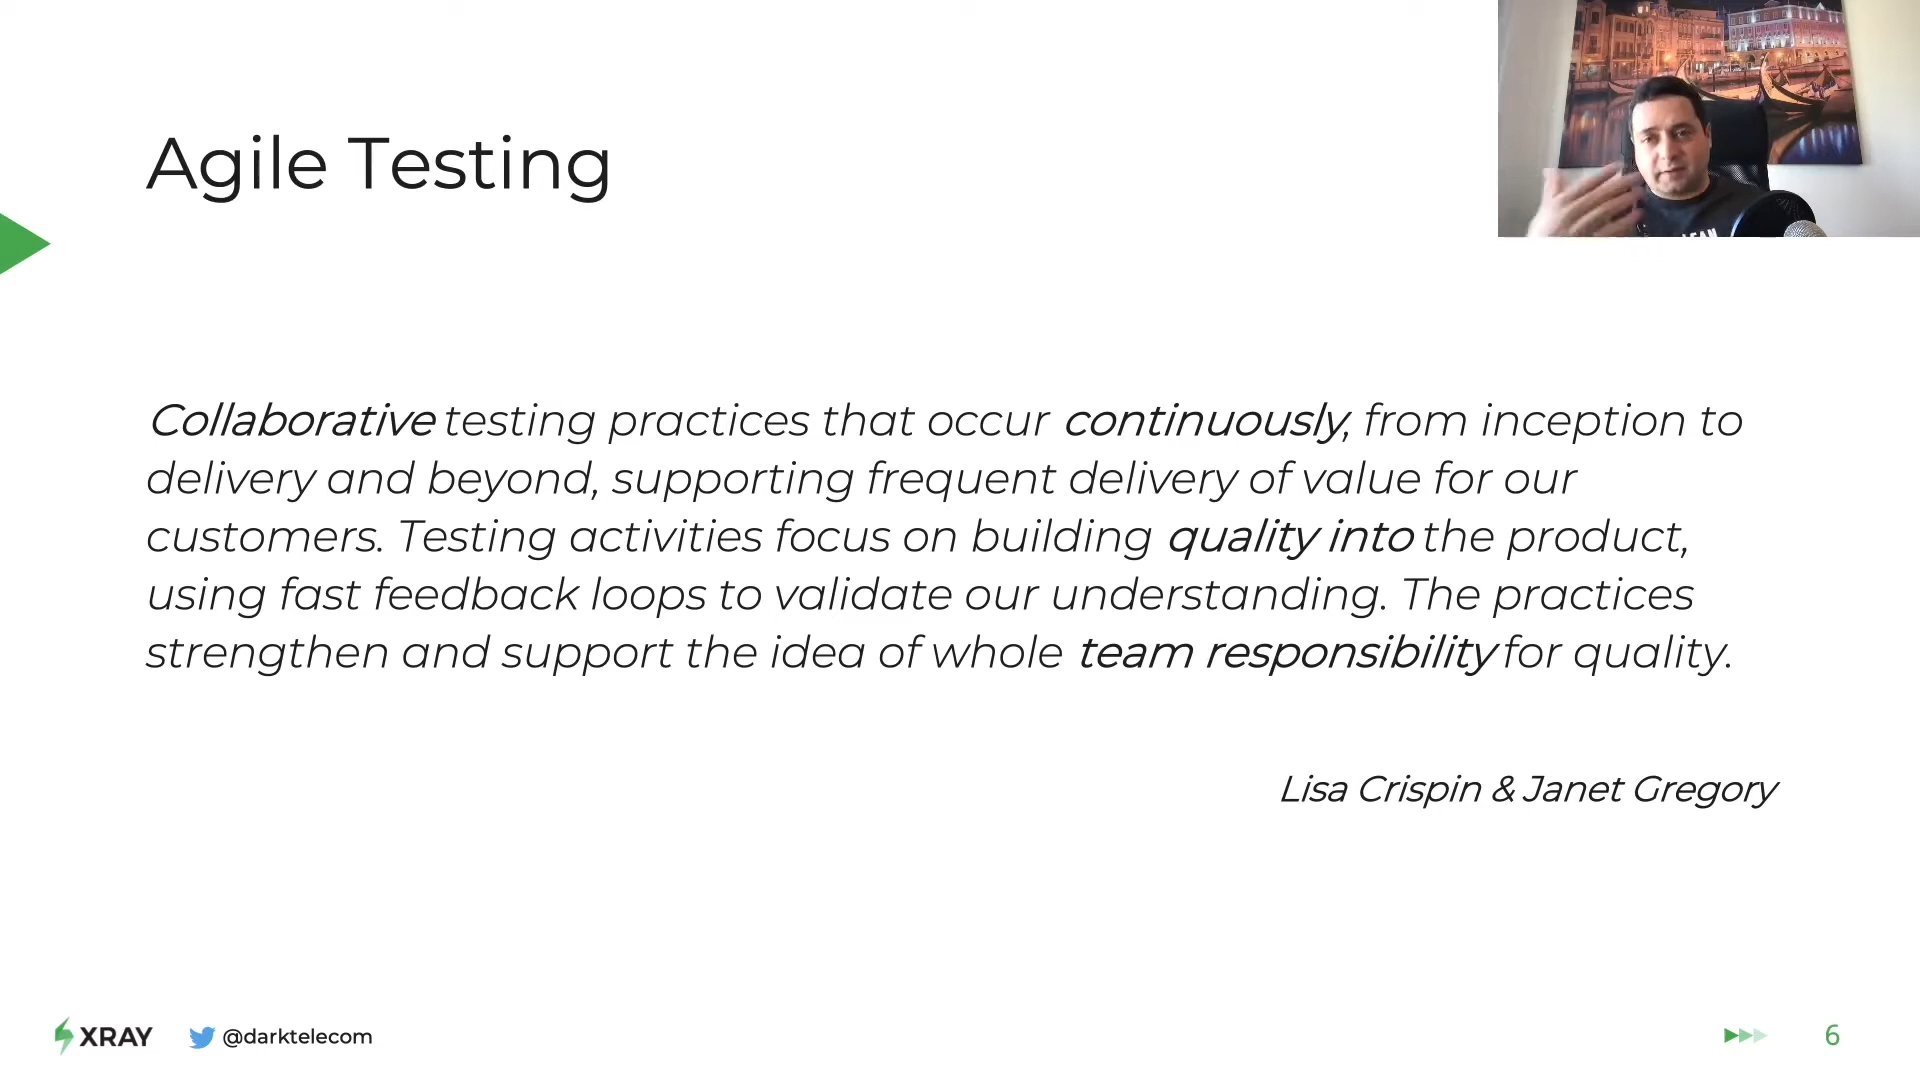 Agile Testing
Collaborative testing practices that occur continuously, from inception to
delivery and beyond, supporting frequent delivery of value for our
customers. Testing activities focus on building quality into the product,
using fast feedback loops to validate our understanding. The practices
strengthen and support the idea of whole team responsibility for quality.
Lisa Crispin & Janet Gregory
XRAY
@darktelecom
6